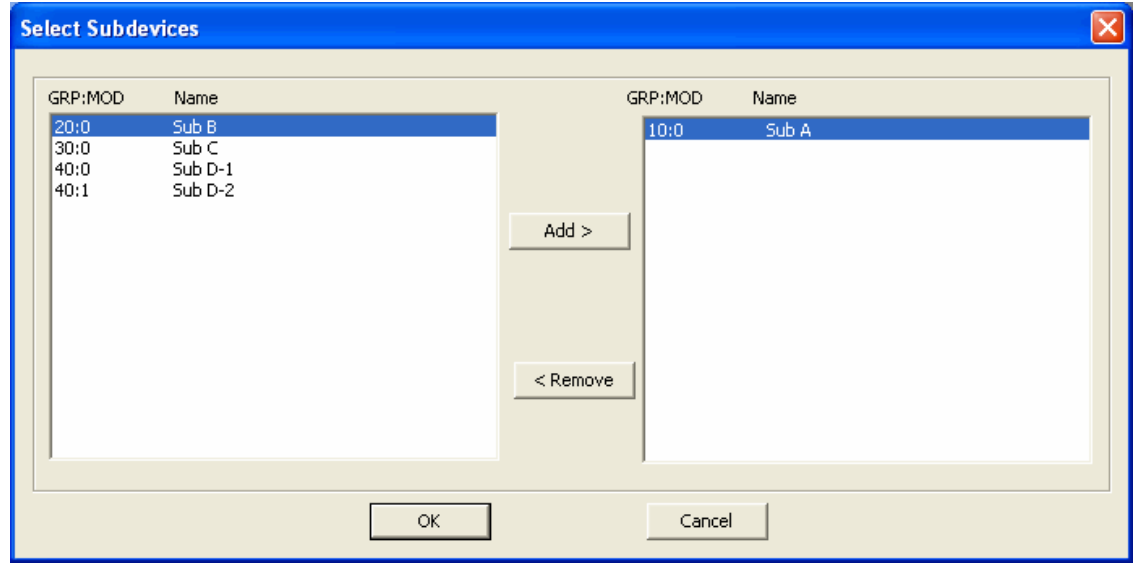 Select Subdevices
GRP:MOD Name GRP:MOD Name
20:0 Sub B 10:0 Sub A
30:0 Sub C
40:0 Sub D-1
40:1 Sub D-2
Add >
< Remove
OK Cancel